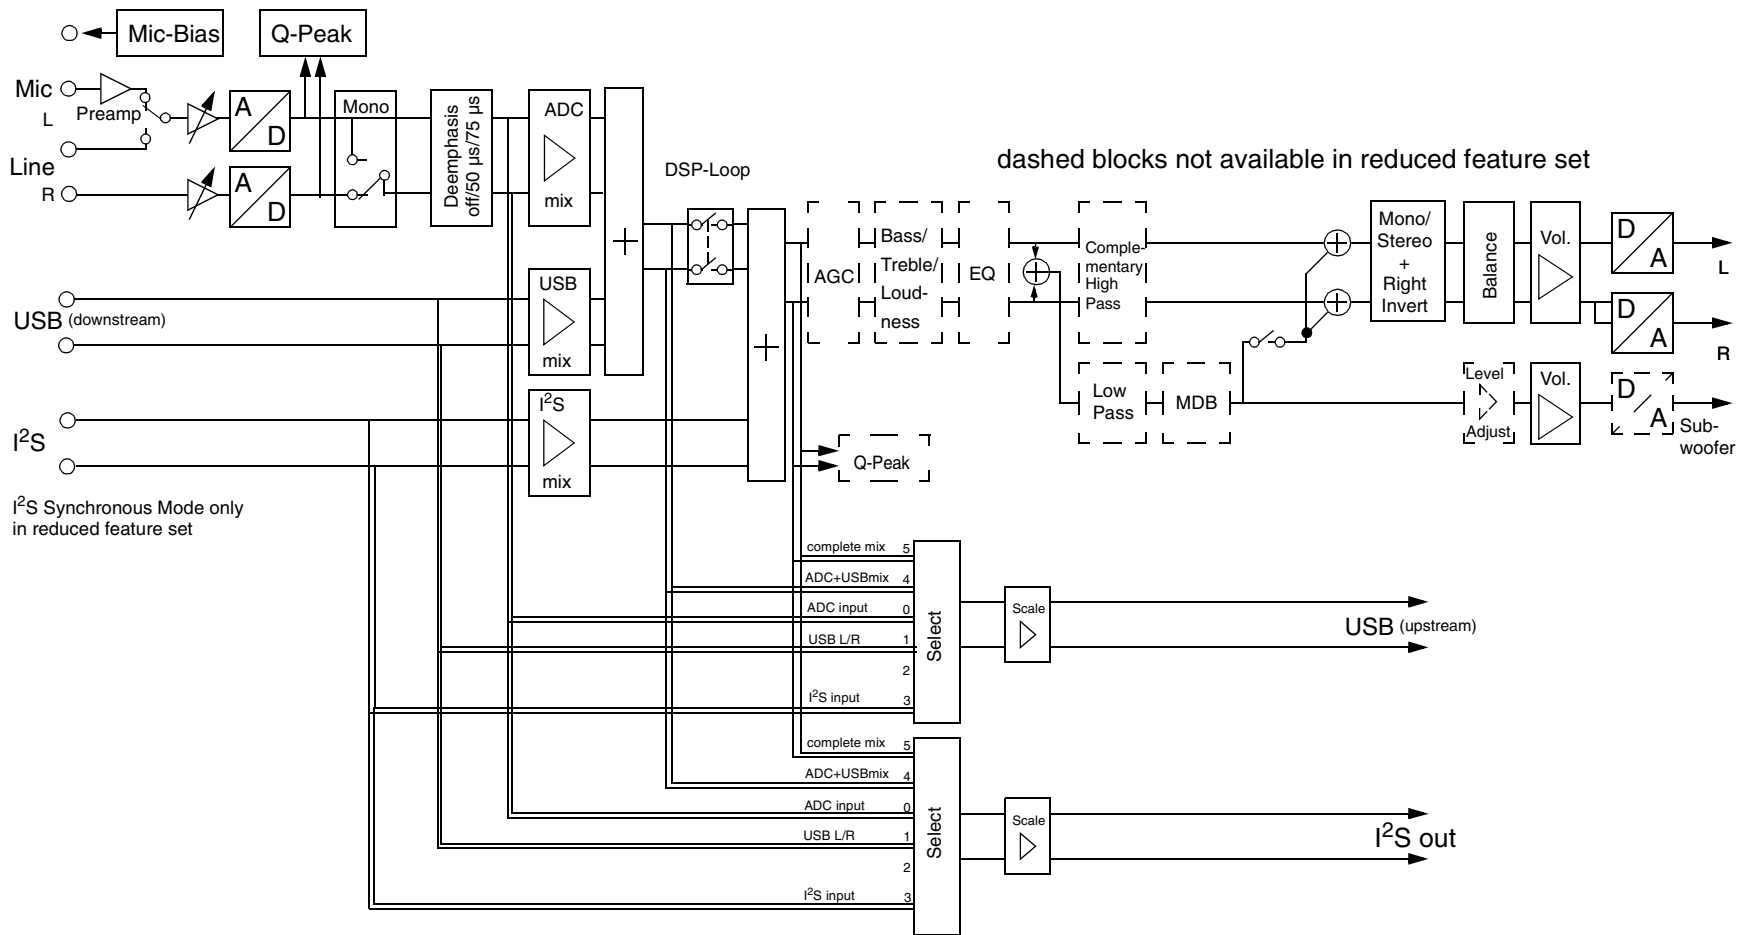 Mic-Bias
Q-Peak
Mic
Preamp
L
Line
R
A
D
A
D
Mono
Deemphasis
off/50 µs/75 µs
ADC
mix
DSP-Loop
dashed blocks not available in reduced feature set
USB (downstream)
USB
mix
I²S
I²S
mix
I²S Synchronous Mode only
in reduced feature set
+
+
AGC
Bass/
Treble/
Loud-
ness
EQ
+
Comple-
mentary
High
Pass
Low
Pass
MDB
+
+
Mono/
Stereo
+
Right
Invert
Balance
Vol.
D
A
L
D
A
R
Level
Adjust
Vol.
D
A
Sub-
woofer
Q-Peak
complete mix 5
ADC+USBmix 4
ADC input 0
USB L/R 1
2
I²S input 3
Select
Scale
USB (upstream)
complete mix 5
ADC+USBmix 4
ADC input 0
USB L/R 1
2
I²S input 3
Select
Scale
I²S out